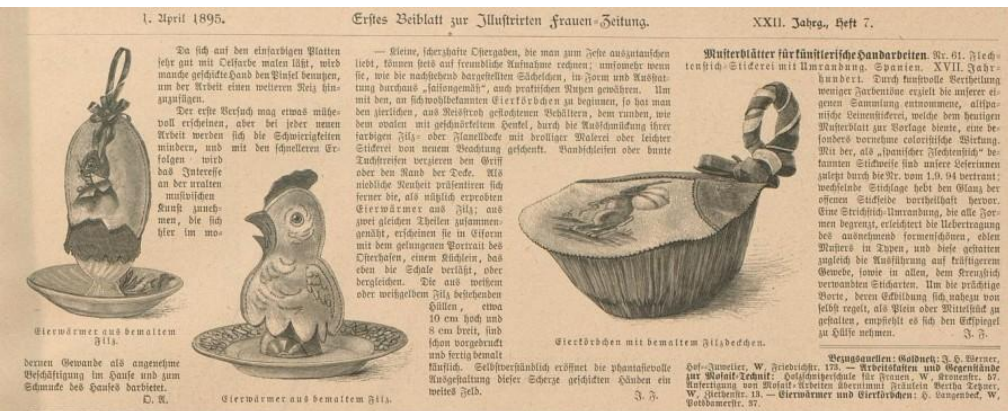 1. April 1895.
Erstes Beiblatt zur Illustrirten Frauen-Zeitung.
XXII. Jahrg., Heft 7.
Da sich auf den einfarbigen Platten
sehr gut mit Oelfarbe malen läßt, wird
manche geschickte Hand den Pinsel benutzen,
um der Arbeit einen weiteren Reiz hin-
zuzufügen.
Der erste Versuch mag etwas mühe-
voll erscheinen, aber bei jeder neuen
Arbeit werden sich die Schwierigkeiten
mindern, und mit den schnelleren Er-
folgen wird
das Interesse
an der uralten
musivischen
Kunst zuneh-
men, die sich
hier im mo-
Eierwärmer aus bemaltem
Filz.
dernen Gewande als angenehme
Beschäftigung im Hause und zum
Schmucke des Hauses darbietet.
O. R.
Eierwärmer aus bemaltem Filz.
— Kleine, scherzhafte Ostergaben, die man zum Feste auszutauschen
liebt, können stets auf freundliche Aufnahme rechnen; umsomehr wenn
sie, wie die nachstehend dargestellten Sächelchen, in Form und Ausstat-
tung durchaus „saisongemäß“, auch praktischen Nutzen gewähren. Um
mit den, an sich wohlbekannten Eierkörbchen zu beginnen, so hat man
den zierlichen, aus Reisstroh geflochtenen Behältern, dem runden, wie
dem ovalen mit geschnörkeltem Henkel, durch die Ausschmückung ihrer
farbigen Filz- oder Flanelldecke mit drolliger Malerei oder leichter
Stickerei von neuem Beachtung geschenkt. Bandschleifen oder bunte
Tuchstreifen verzieren den Griff
oder den Rand der Decke. Als
niedliche Neuheit präsentiren sich
ferner die, als nützlich erprobten
Eierwärmer aus Filz; aus
zwei gleichen Theilen zusammen-
genäht, erscheinen sie in Eiform
mit dem gelungenen Portrait des
Osterhasen, einem Küchlein, das
eben die Schale verläßt, oder
dergleichen. Die aus weißem
oder weißgelbem Filz bestehenden
Hüllen, etwa
10 cm hoch und
8 cm breit, sind
schon vorgedruckt
und fertig bemalt
käuflich. Selbstverständlich eröffnet die phantasievolle
Ausgestaltung dieser Scherze geschickten Händen ein
weites Feld.
J. F.
Eierkörbchen mit bemaltem Filzdeckchen.
Musterblätter für künstlerische Handarbeiten. Nr. 61. Flech-
tenstich-Stickerei mit Umrandung. Spanien. XVII. Jahr-
hundert. Durch kunstvolle Vertheilung
weniger Farbentöne erzielt die unserer ei-
genen Sammlung entnommene, altspa-
nische Leinenstickerei, welche dem heutigen
Musterblatt zur Vorlage diente, eine be-
sonders vornehme coloristische Wirkung.
Mit der, als „spanischer Flechtenstich“ be-
kannten Stichweise sind unsere Leserinnen
zuletzt durch die Nr. vom 1. 9. 94 vertraut;
wechselnde Stichlage hebt den Glanz der
offenen Stickseide vortheilhaft hervor.
Eine Strichstich-Umrandung, die alle For-
men begrenzt, erleichtert die Uebertragung
des ausnehmend formenschönen, edlen
Musters in Typen, und diese gestatten
zugleich die Ausführung auf kräftigerem
Gewebe, sowie in allen, dem Kreuzstich
verwandten Sticharten. Um die prächtige
Borte, deren Eckbildung sich nahezu von
selbst regelt, als Plein oder Mittelstück zu
gestalten, empfiehlt es sich den Eckspiegel
zu Hülfe nehmen.
J. F.
Bezugsquellen: Goldnetz: J. H. Werner,
Hof-Juwelier, W, Friedrichstr. 173. — Arbeitskasten und Gegenstände
zur Mosaik-Technik: Holzschnitzerschule für Frauen, W, Kronenstr. 57.
Anfertigung von Mosaik-Arbeiten übernimmt Fräulein Bertha Tetzner,
W, Ziethenstr. 13. — Eierwärmer und Eierkörbchen: H. Langenbeck, W,
Potsdamerstr. 37.